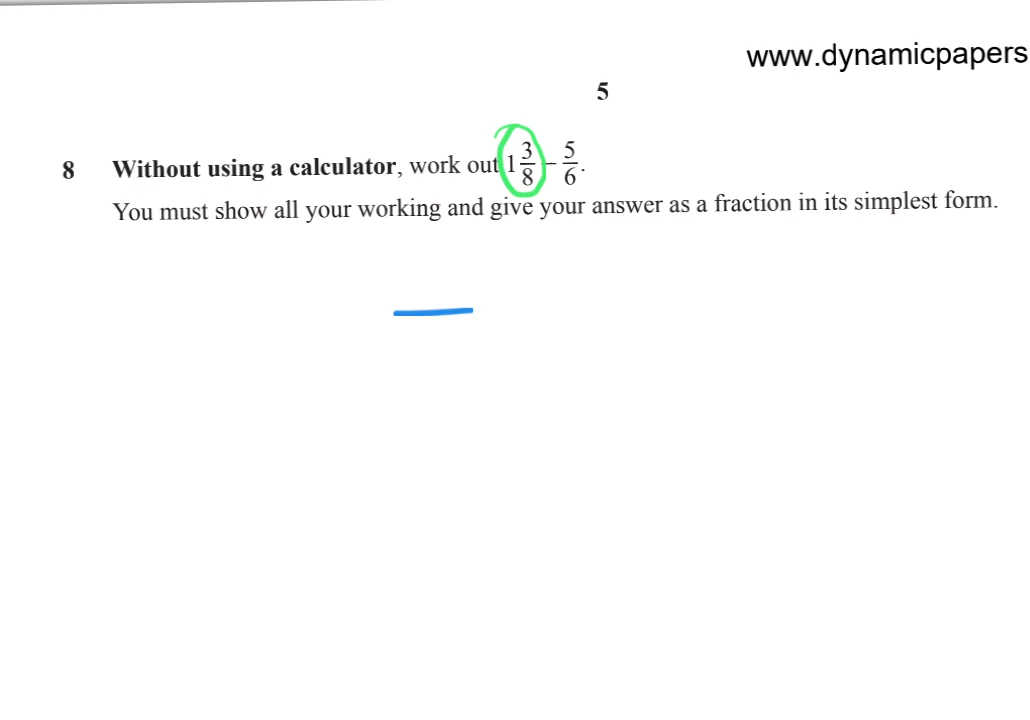 www.dynamicpapers
5
8 Without using a calculator, work out 1 3/8 − 5/6.
You must show all your working and give your answer as a fraction in its simplest form.